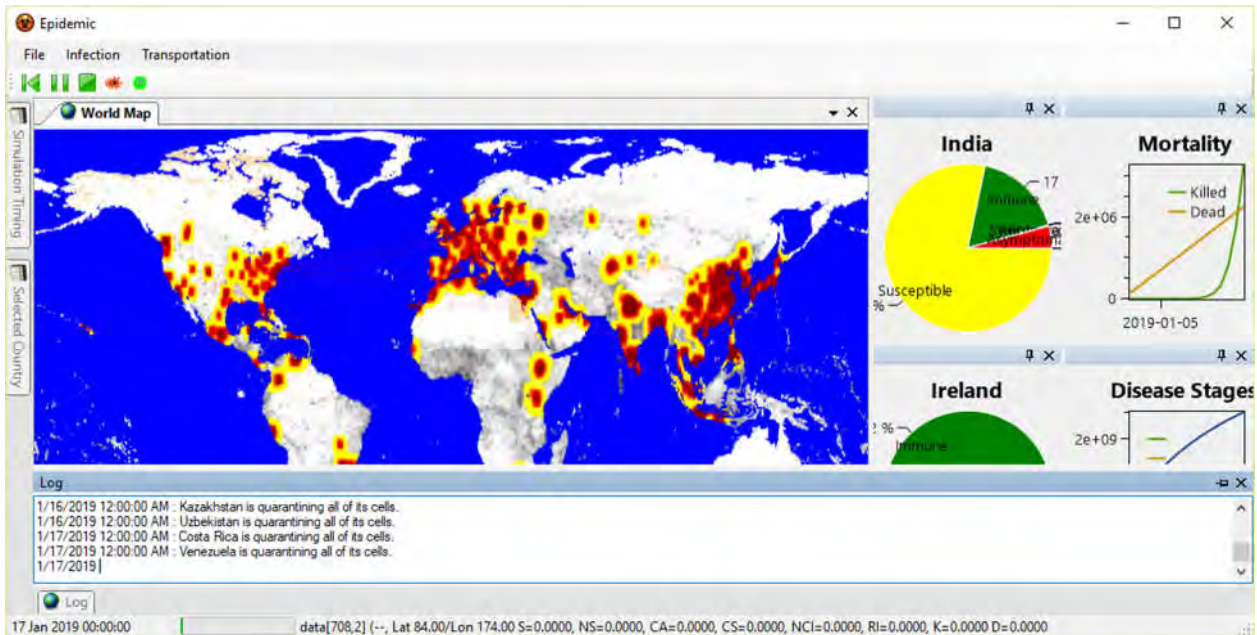 Epidemic
File Infection Transportation
Simulation Timing
Selected Country
World Map
India
17
Immune
Susceptible
%
Mortality
Killed
Dead
2e+06
0
2019-01-05
Ireland
2 %
Immune
Disease Stages
2e+09
Log
1/16/2019 12:00:00 AM : Kazakhstan is quarantining all of its cells.
1/16/2019 12:00:00 AM : Uzbekistan is quarantining all of its cells.
1/17/2019 12:00:00 AM : Costa Rica is quarantining all of its cells.
1/17/2019 12:00:00 AM : Venezuela is quarantining all of its cells.
1/17/2019
Log
17 Jan 2019 00:00:00 data[708,2] (--, Lat 84.00/Lon 174.00 S=0.0000, NS=0.0000, CA=0.0000, CS=0.0000, NCI=0.0000, RI=0.0000, K=0.0000 D=0.0000